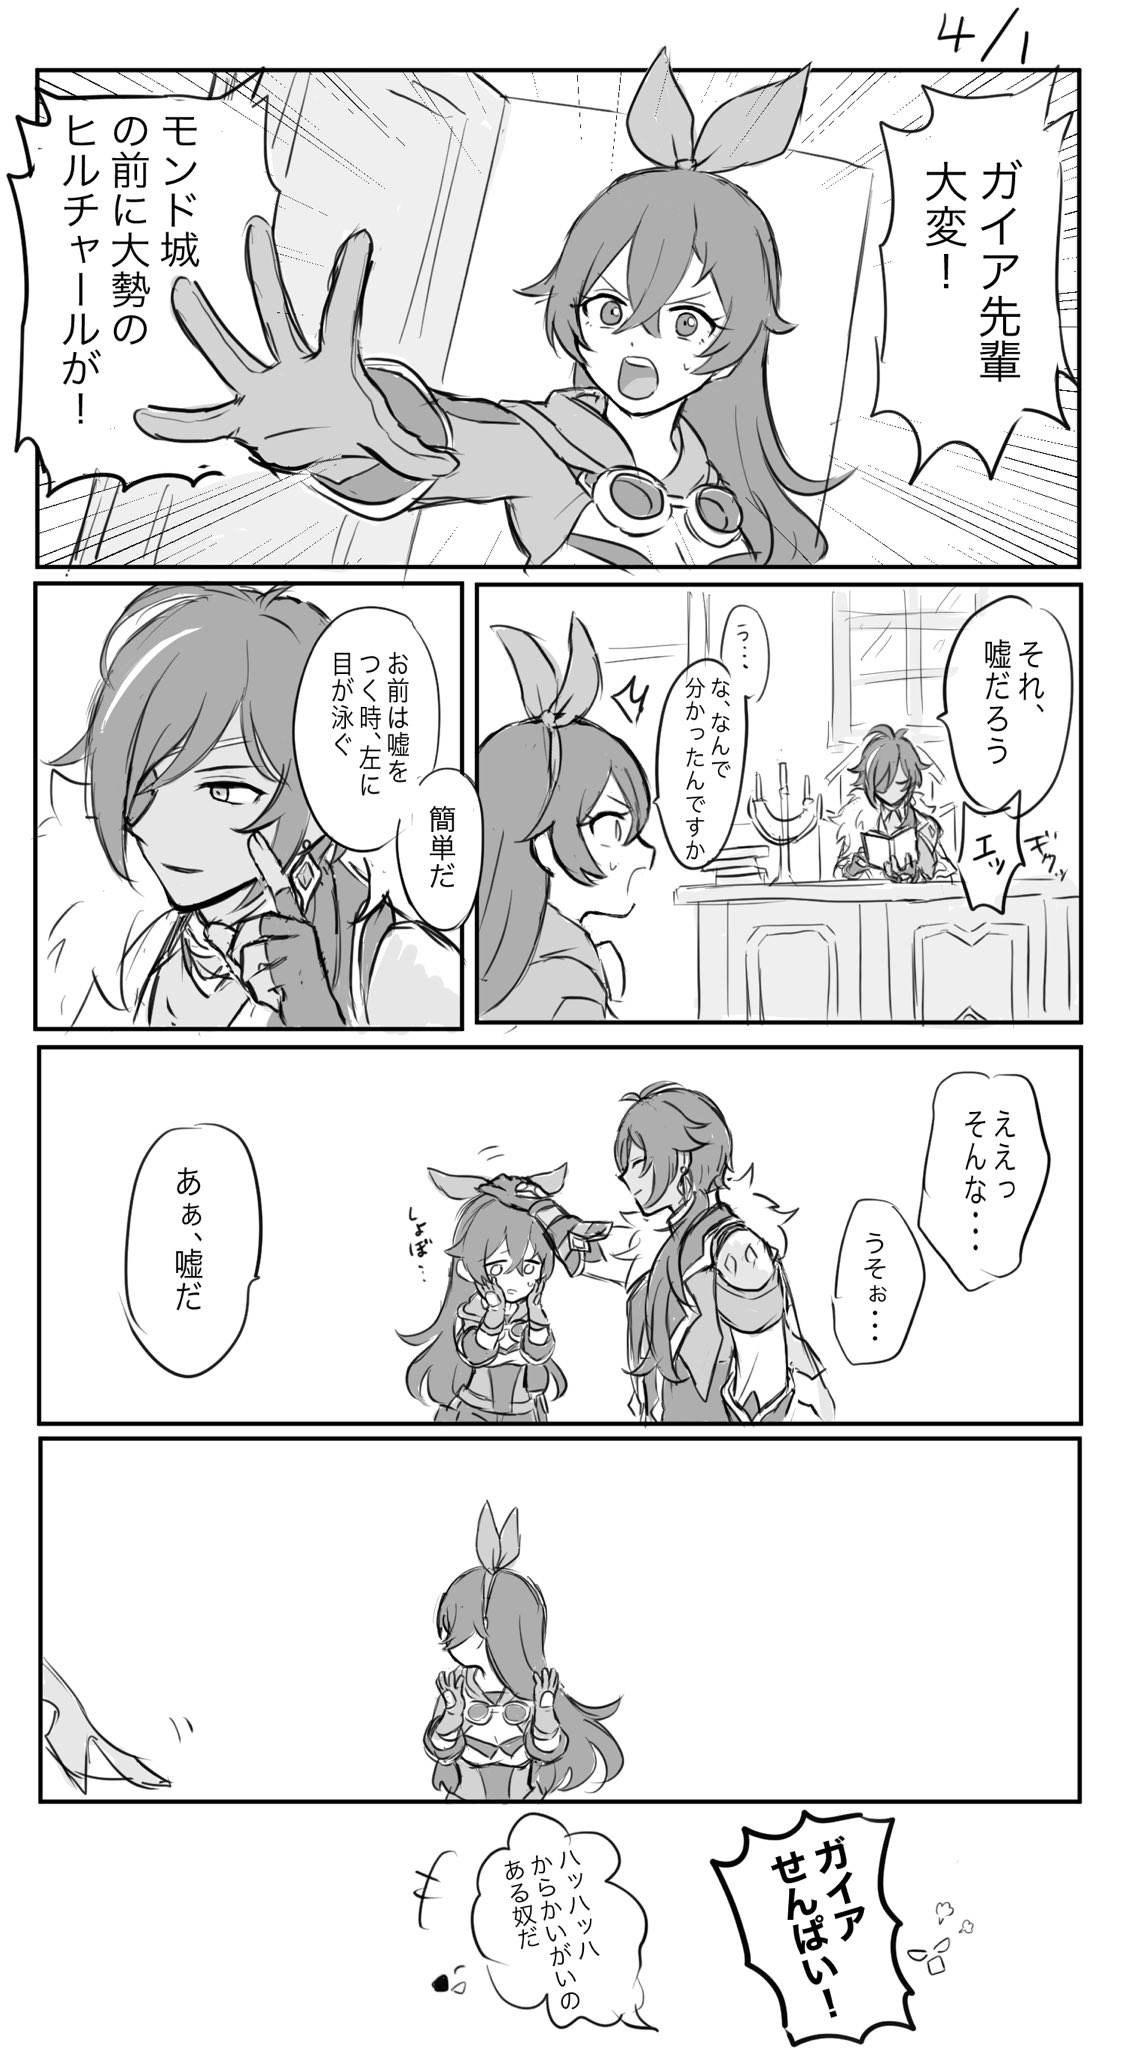 4/1
ガイア先輩
大変！
モンド城
の前に大勢の
ヒルチャールが！
それ、
嘘だろう
ギクッ
エッ
う…
な、なんで
分かったんですか
簡単だ
お前は嘘を
つく時、左に
目が泳ぐ
ええっ
そんな…
うそぉ…
しょぼ…
あぁ、嘘だ
ガイア
せんぱい！
ハッハッハ
からかいがいの
ある奴だ